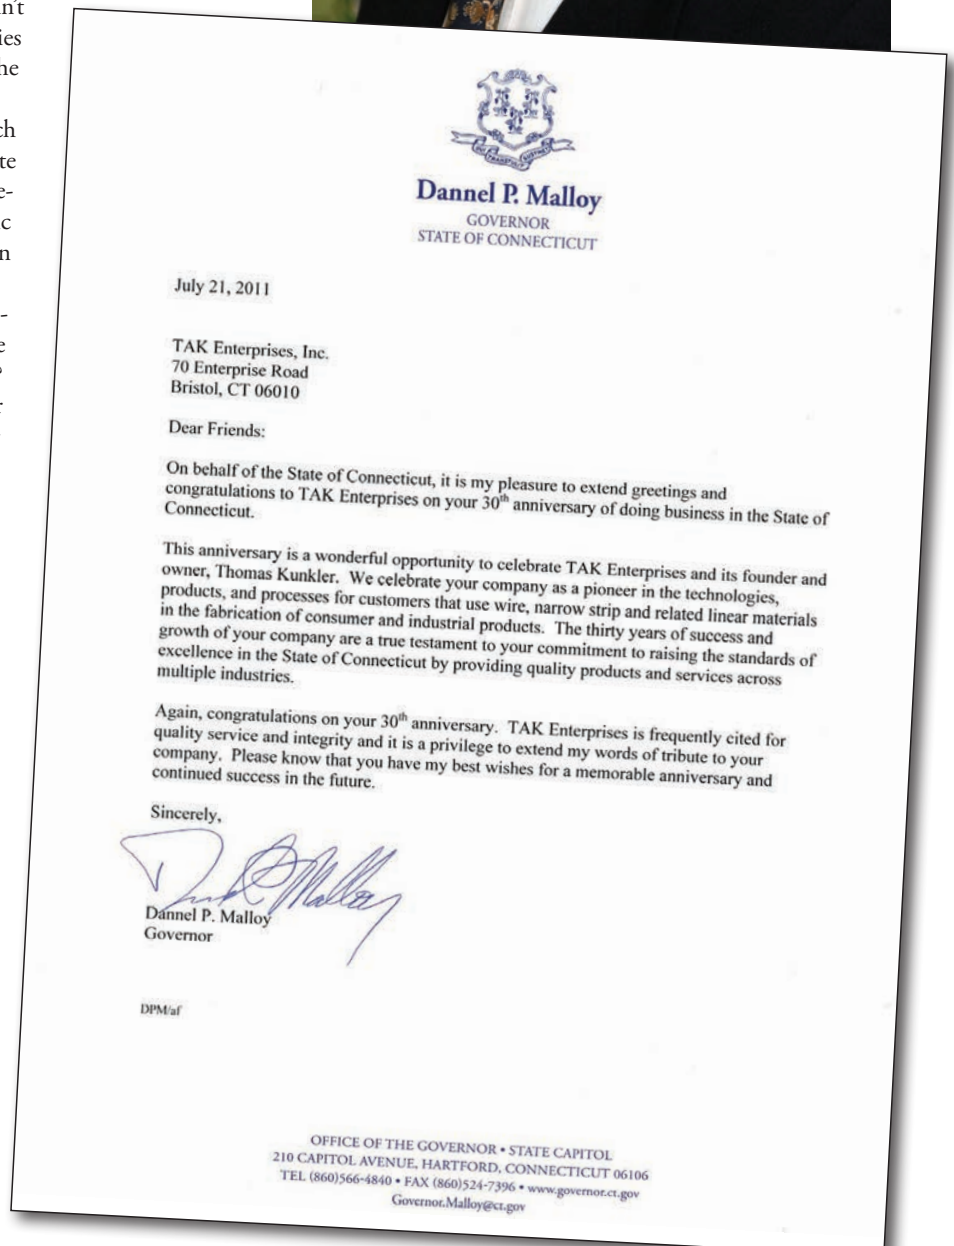 Dannel P. Malloy
GOVERNOR
STATE OF CONNECTICUT
July 21, 2011
TAK Enterprises, Inc.
70 Enterprise Road
Bristol, CT 06010
Dear Friends:
On behalf of the State of Connecticut, it is my pleasure to extend greetings and
congratulations to TAK Enterprises on your 30th anniversary of doing business in the State of
Connecticut.
This anniversary is a wonderful opportunity to celebrate TAK Enterprises and its founder and
owner, Thomas Kunkler. We celebrate your company as a pioneer in the technologies,
products, and processes for customers that use wire, narrow strip and related linear materials
in the fabrication of consumer and industrial products. The thirty years of success and
growth of your company are a true testament to your commitment to raising the standards of
excellence in the State of Connecticut by providing quality products and services across
multiple industries.
Again, congratulations on your 30th anniversary. TAK Enterprises is frequently cited for
quality service and integrity and it is a privilege to extend my words of tribute to your
company. Please know that you have my best wishes for a memorable anniversary and
continued success in the future.
Sincerely,
Dannel P. Malloy
Governor
DPM/af
OFFICE OF THE GOVERNOR • STATE CAPITOL
210 CAPITOL AVENUE, HARTFORD, CONNECTICUT 06106
TEL (860)566-4840 • FAX (860)524-7396 • www.governor.ct.gov
Governor.Malloy@ct.gov